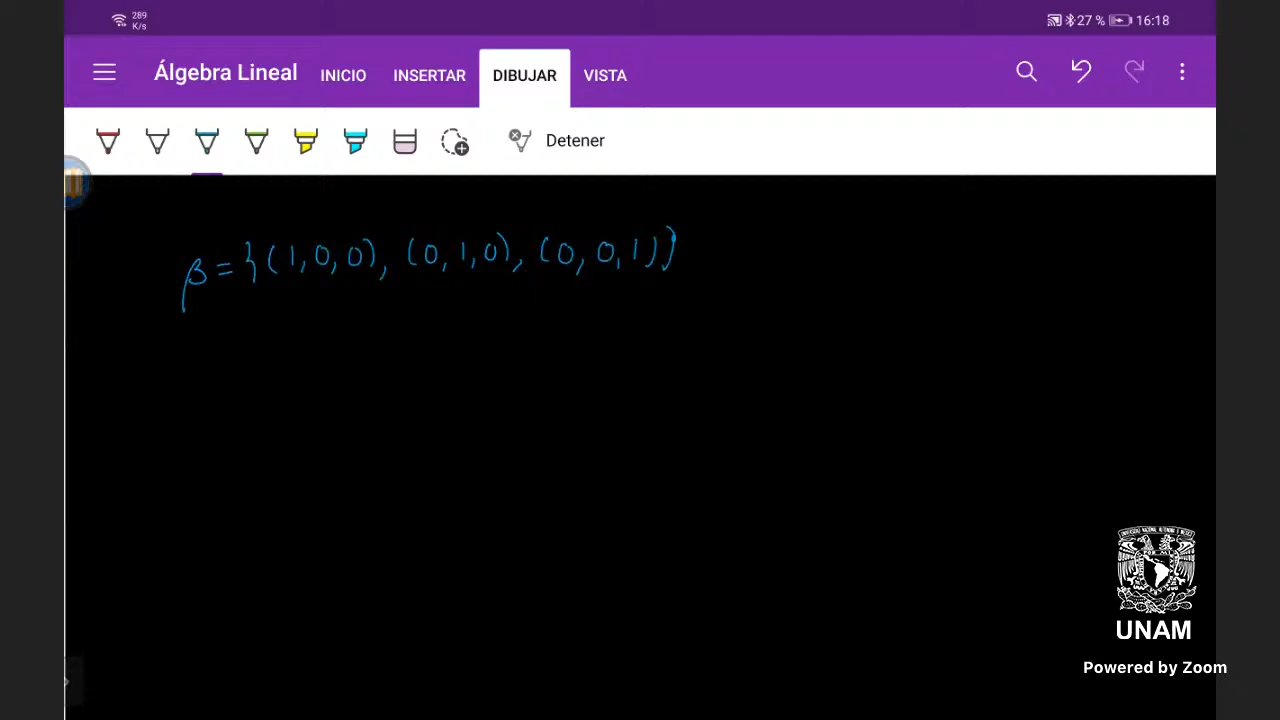 289
K/s
27 % 16:18
Álgebra Lineal INICIO INSERTAR DIBUJAR VISTA
Detener
β = {(1, 0, 0), (0, 1, 0), (0, 0, 1)}
UNAM
Powered by Zoom